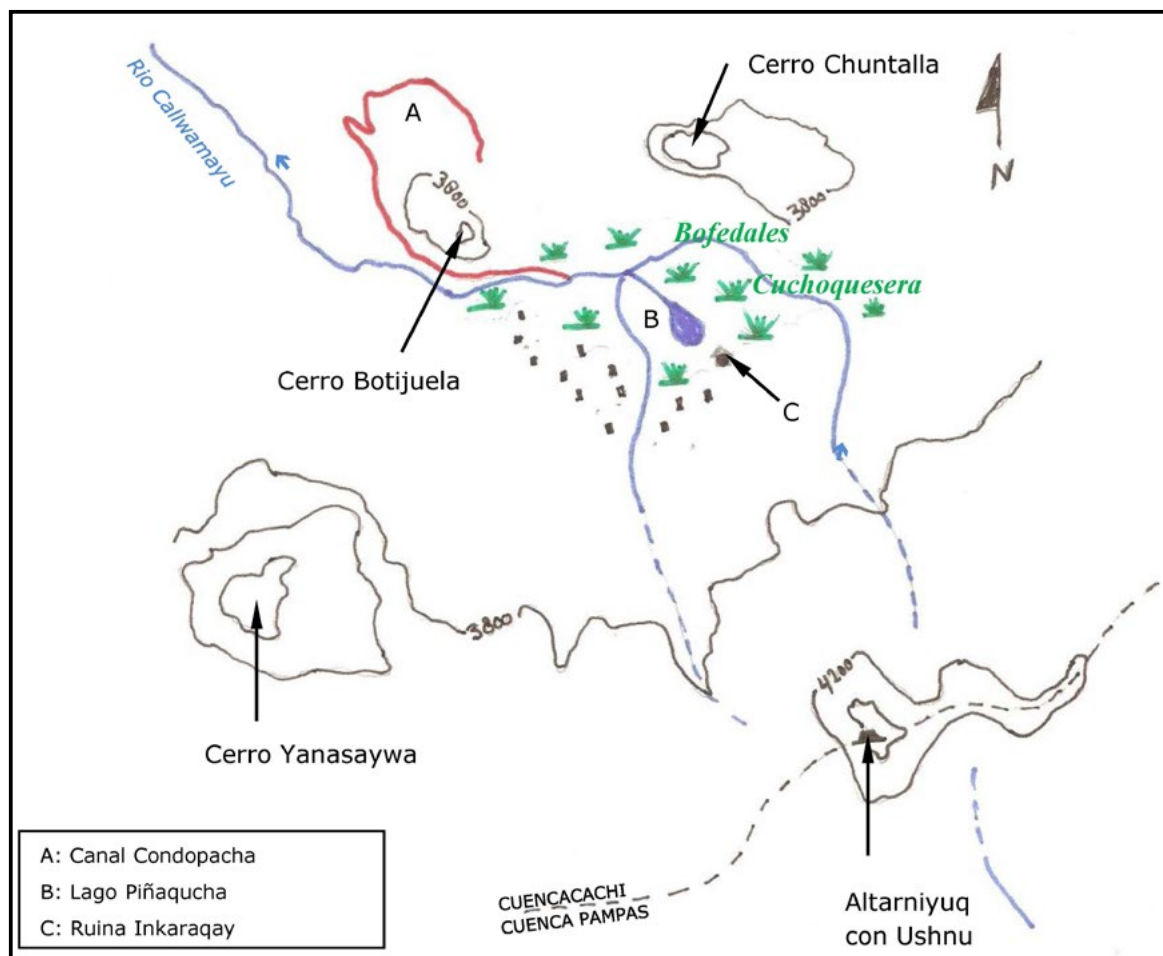 Cerro Chuntalla
Rio Callwamayu
A
N
3800
3800
Bofedales
Cuchoquesera
B
Cerro Botijuela
C
3800
4200
Cerro Yanasaywa
A: Canal Condopacha
B: Lago Piñaqucha
C: Ruina Inkaraqay
CUENCACACHI
CUENCA PAMPAS
Altarniyuq
con Ushnu